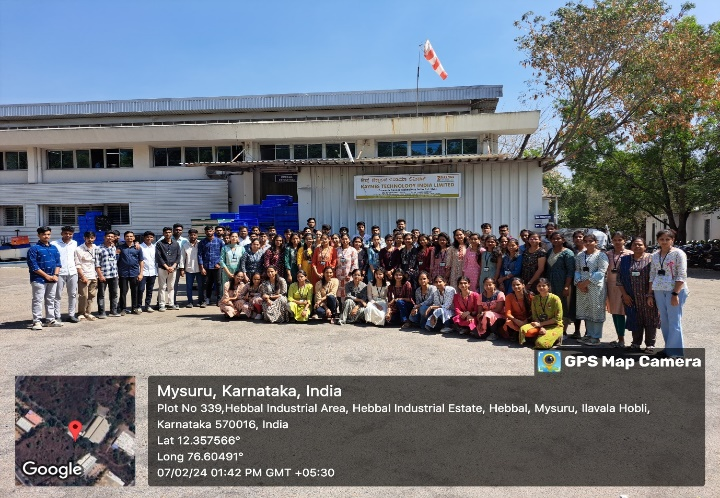 KAYNES TECHNOLOGY INDIA LIMITED
GPS Map Camera
Mysuru, Karnataka, India
Plot No 339,Hebbal Industrial Area, Hebbal Industrial Estate, Hebbal, Mysuru, Ilavala Hobli,
Karnataka 570016, India
Lat 12.357566°
Long 76.60491°
07/02/24 01:42 PM GMT +05:30
Google